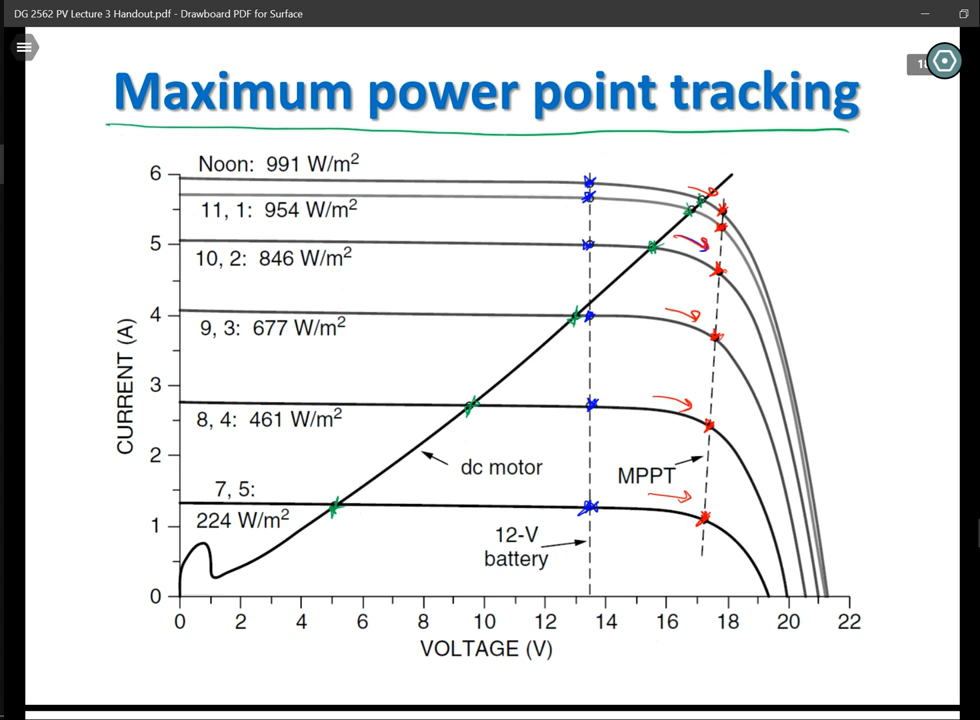 DG 2562 PV Lecture 3 Handout.pdf - Drawboard PDF for Surface
Maximum power point tracking
Noon: 991 W/m²
11, 1: 954 W/m²
10, 2: 846 W/m²
9, 3: 677 W/m²
8, 4: 461 W/m²
7, 5:
224 W/m²
dc motor
MPPT
12-V
battery
6
5
4
3
2
1
0
CURRENT (A)
0 2 4 6 8 10 12 14 16 18 20 22
VOLTAGE (V)